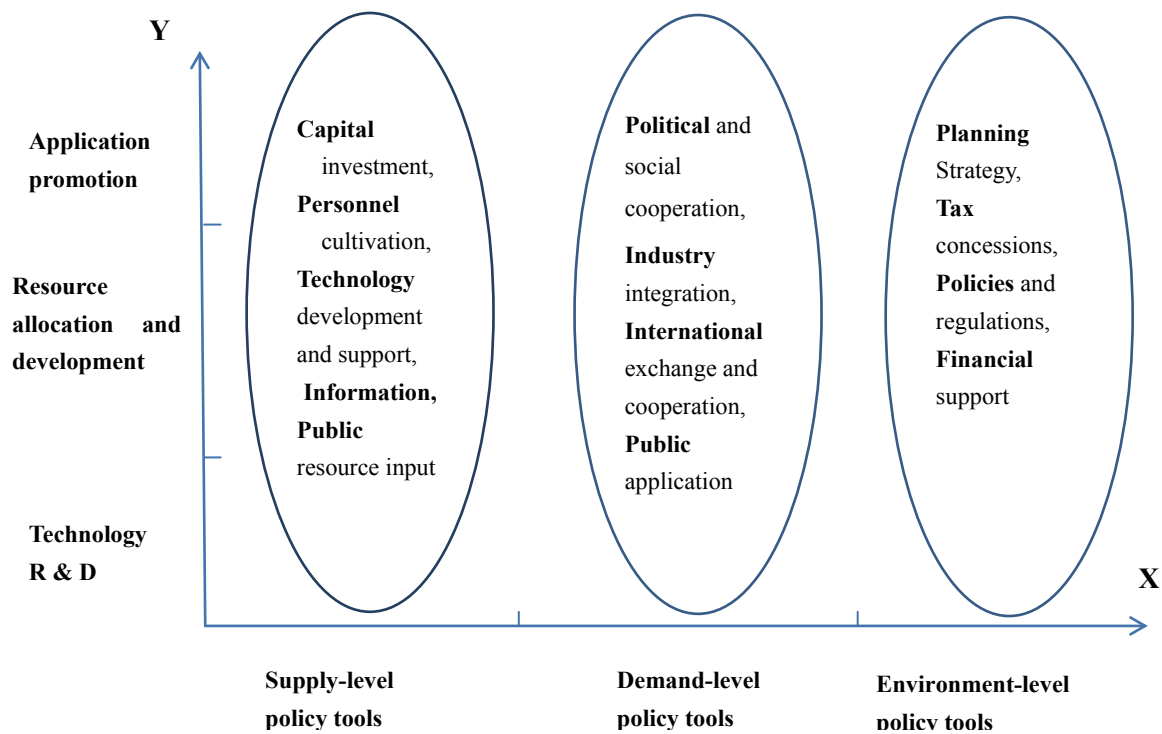 Y
Application
promotion
Resource
allocation and
development
Technology
R & D
Capital
investment,
Personnel
cultivation,
Technology
development
and support,
Information,
Public
resource input
Political and
social
cooperation,
Industry
integration,
International
exchange and
cooperation,
Public
application
Planning
Strategy,
Tax
concessions,
Policies and
regulations,
Financial
support
X
Supply-level
policy tools
Demand-level
policy tools
Environment-level
policy tools